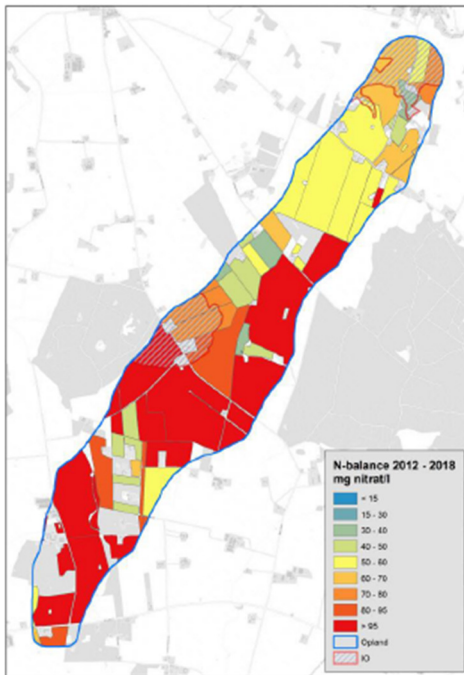 N-balance 2012 - 2018
mg nitrat/l
< 15
15 - 30
30 - 40
40 - 50
50 - 60
60 - 70
70 - 80
80 - 95
> 95
Opland
IO